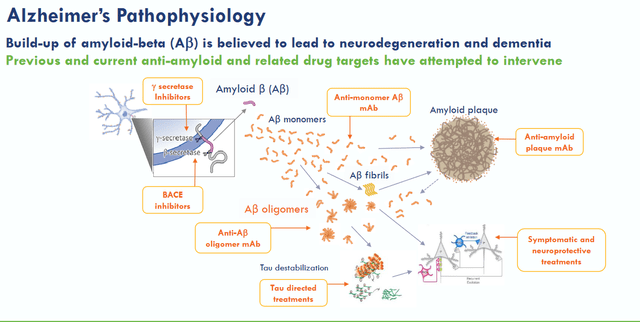 Alzheimer's Pathophysiology
Build-up of amyloid-beta (Aβ) is believed to lead to neurodegeneration and dementia
Previous and current anti-amyloid and related drug targets have attempted to intervene
γ secretase
Inhibitors
Amyloid β (Aβ)
Anti-monomer Aβ
mAb
Amyloid plaque
Aβ monomers
γ-secretase
β-secretase
Anti-amyloid
plaque mAb
Aβ fibrils
BACE
inhibitors
Aβ oligomers
Anti-Aβ
oligomer mAb
Symptomatic and
neuroprotective
treatments
Tau destabilization
Tau directed
treatments